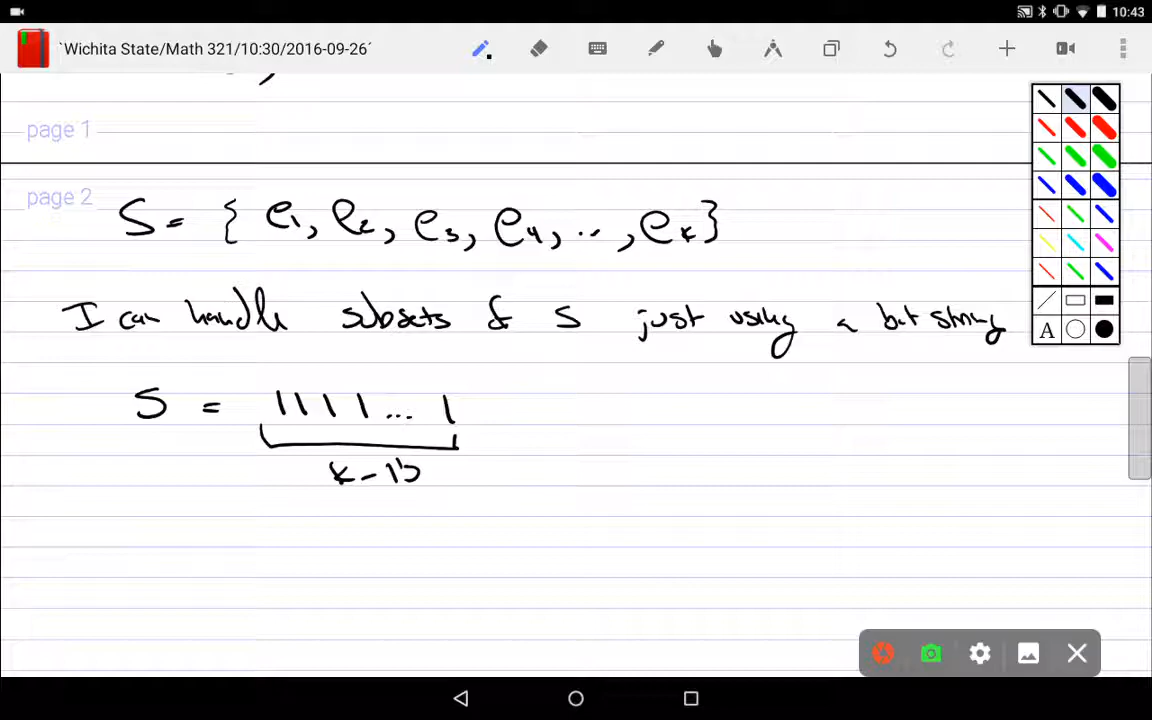 10:43
`Wichita State/Math 321/10:30/2016-09-26´
page 1
page 2
S = { e1, e2, e3, e4, ..., ek }
I can handle subsets of S just using a bit string
S = 1111...1
k-1's
A